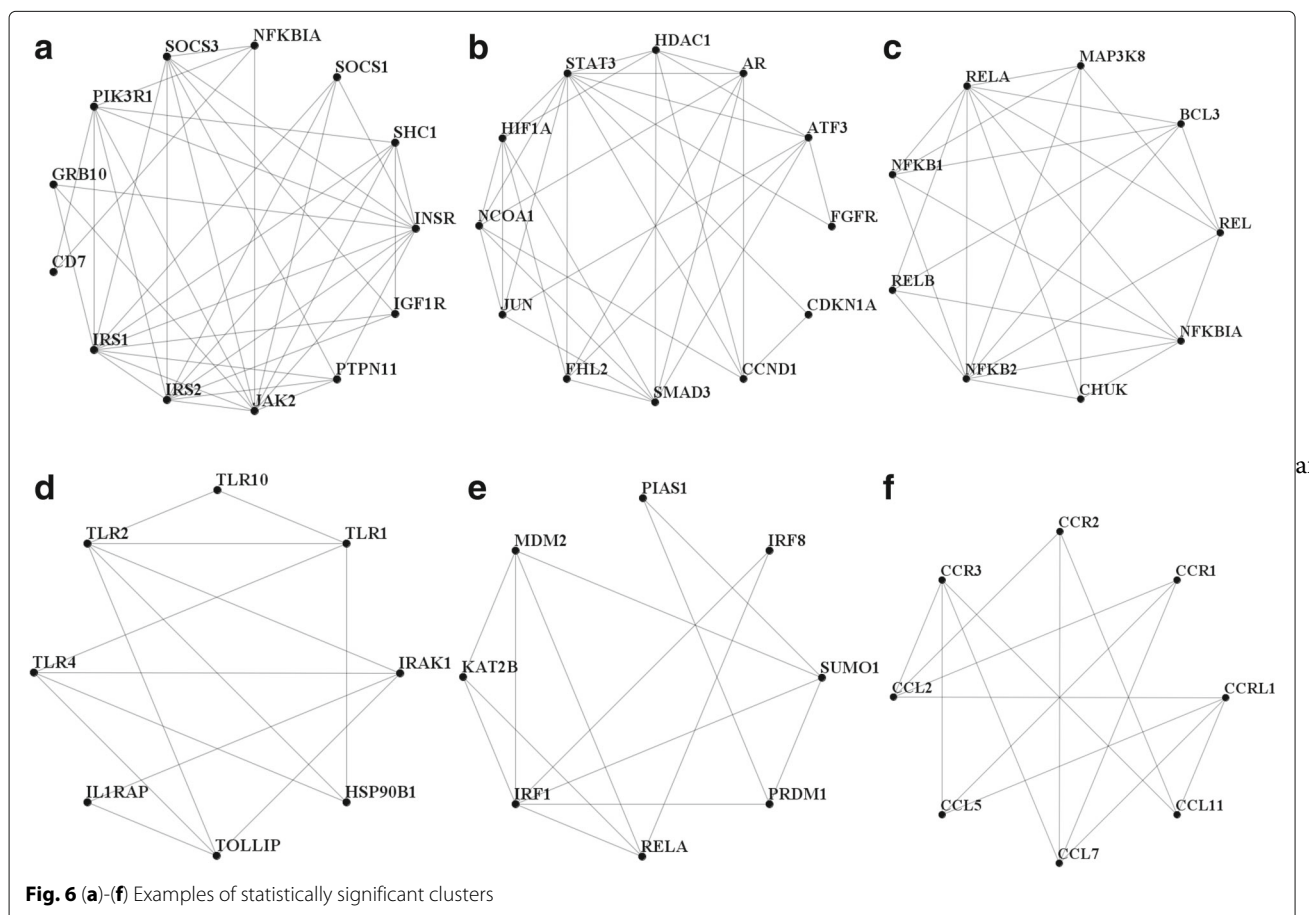 a
b
c
SOCS3
NFKBIA
SOCS1
PIK3R1
SHC1
GRB10
INSR
CD7
IGF1R
IRS1
PTPN11
IRS2
JAK2
HDAC1
STAT3
AR
HIF1A
ATF3
NCOA1
FGFR
JUN
CDKN1A
FHL2
CCND1
SMAD3
MAP3K8
RELA
BCL3
NFKB1
REL
RELB
NFKBIA
NFKB2
CHUK
d
e
f
TLR10
TLR2
TLR1
TLR4
IRAK1
IL1RAP
HSP90B1
TOLLIP
PIAS1
MDM2
IRF8
KAT2B
SUMO1
IRF1
PRDM1
RELA
CCR2
CCR3
CCR1
CCL2
CCRL1
CCL5
CCL11
CCL7
Fig. 6 (a)-(f) Examples of statistically significant clusters